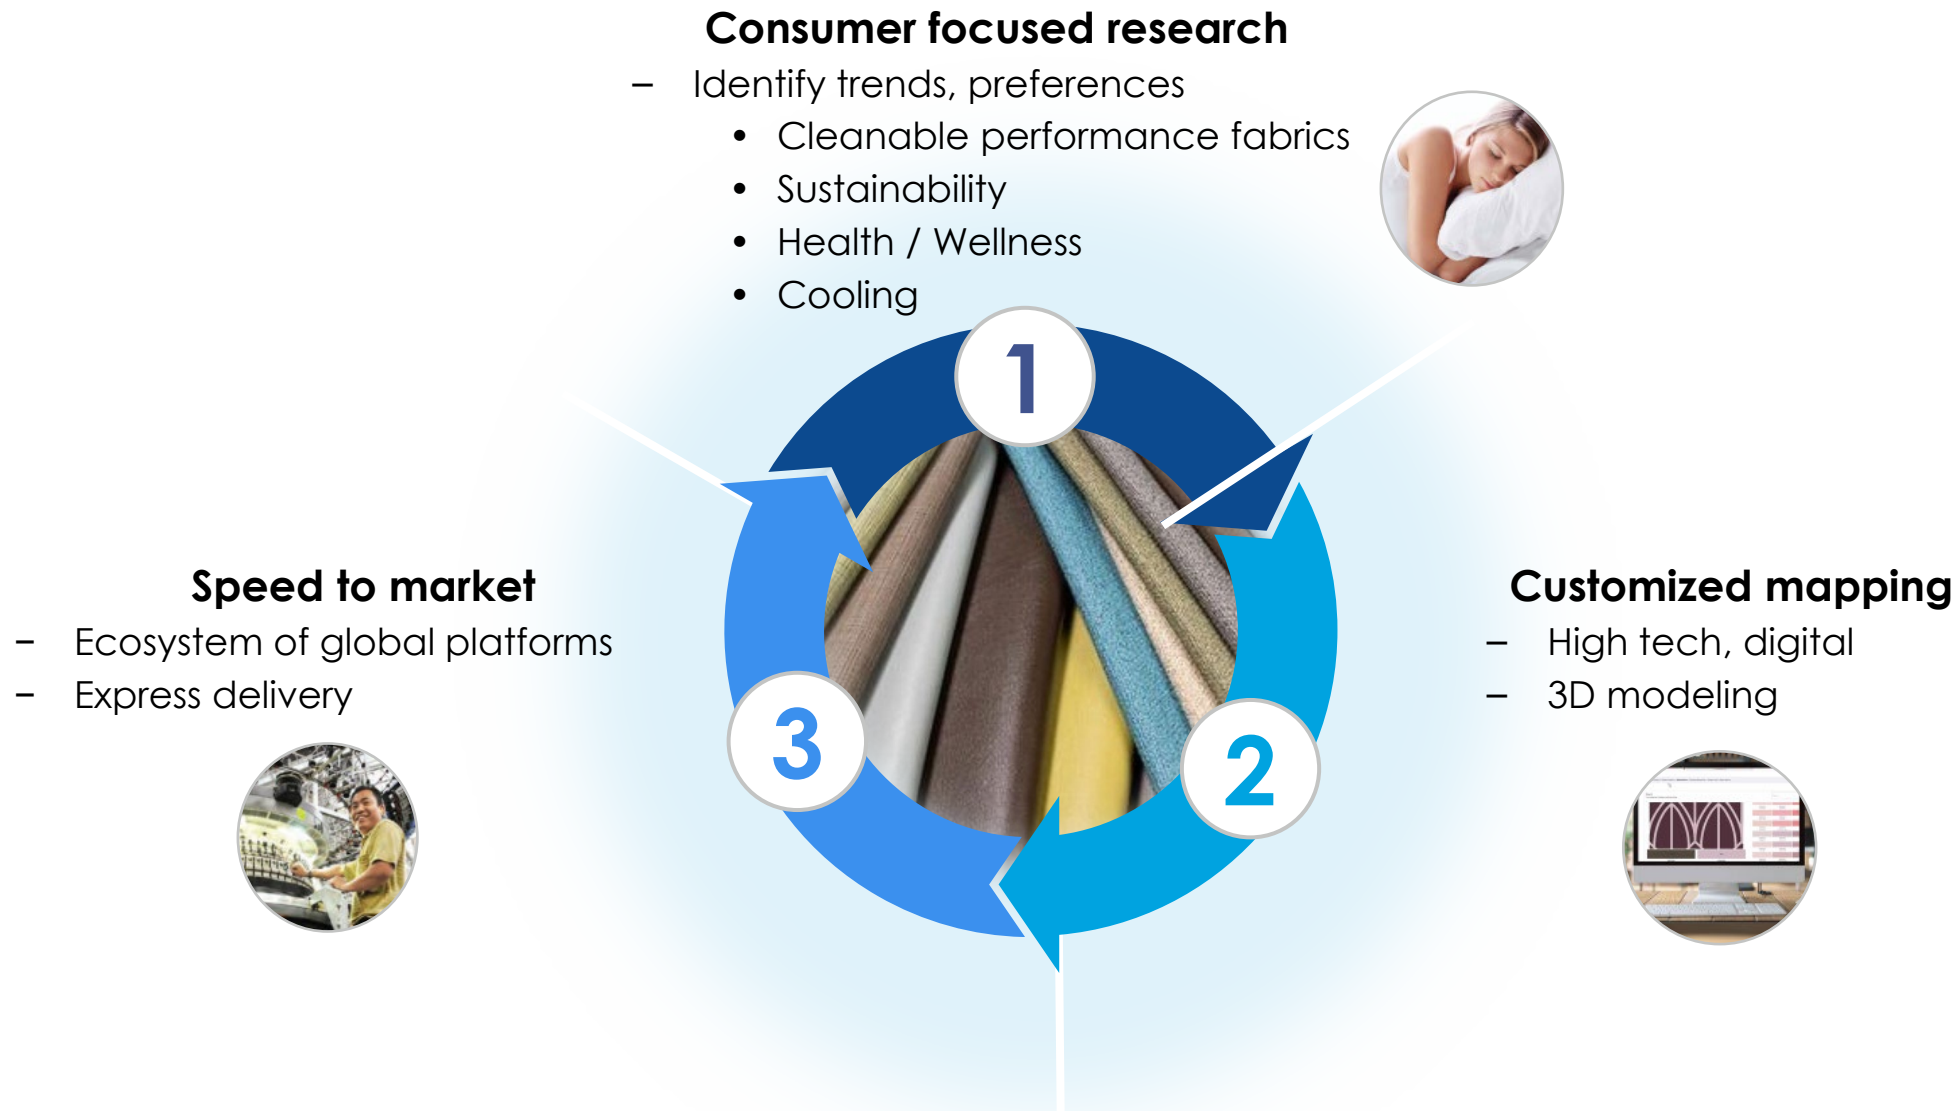 Consumer focused research
– Identify trends, preferences
• Cleanable performance fabrics
• Sustainability
• Health / Wellness
• Cooling
1
Speed to market
– Ecosystem of global platforms
– Express delivery
Customized mapping
– High tech, digital
– 3D modeling
3
2